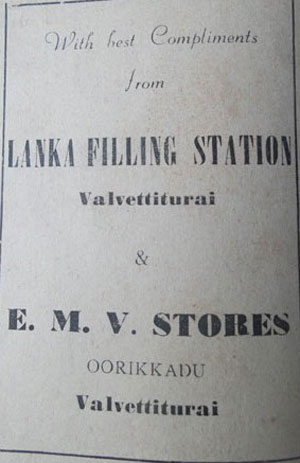 With best Compliments
from
LANKA FILLING STATION
Valvettiturai
&
E. M. V. STORES
OORIKKADU
Valvettiturai